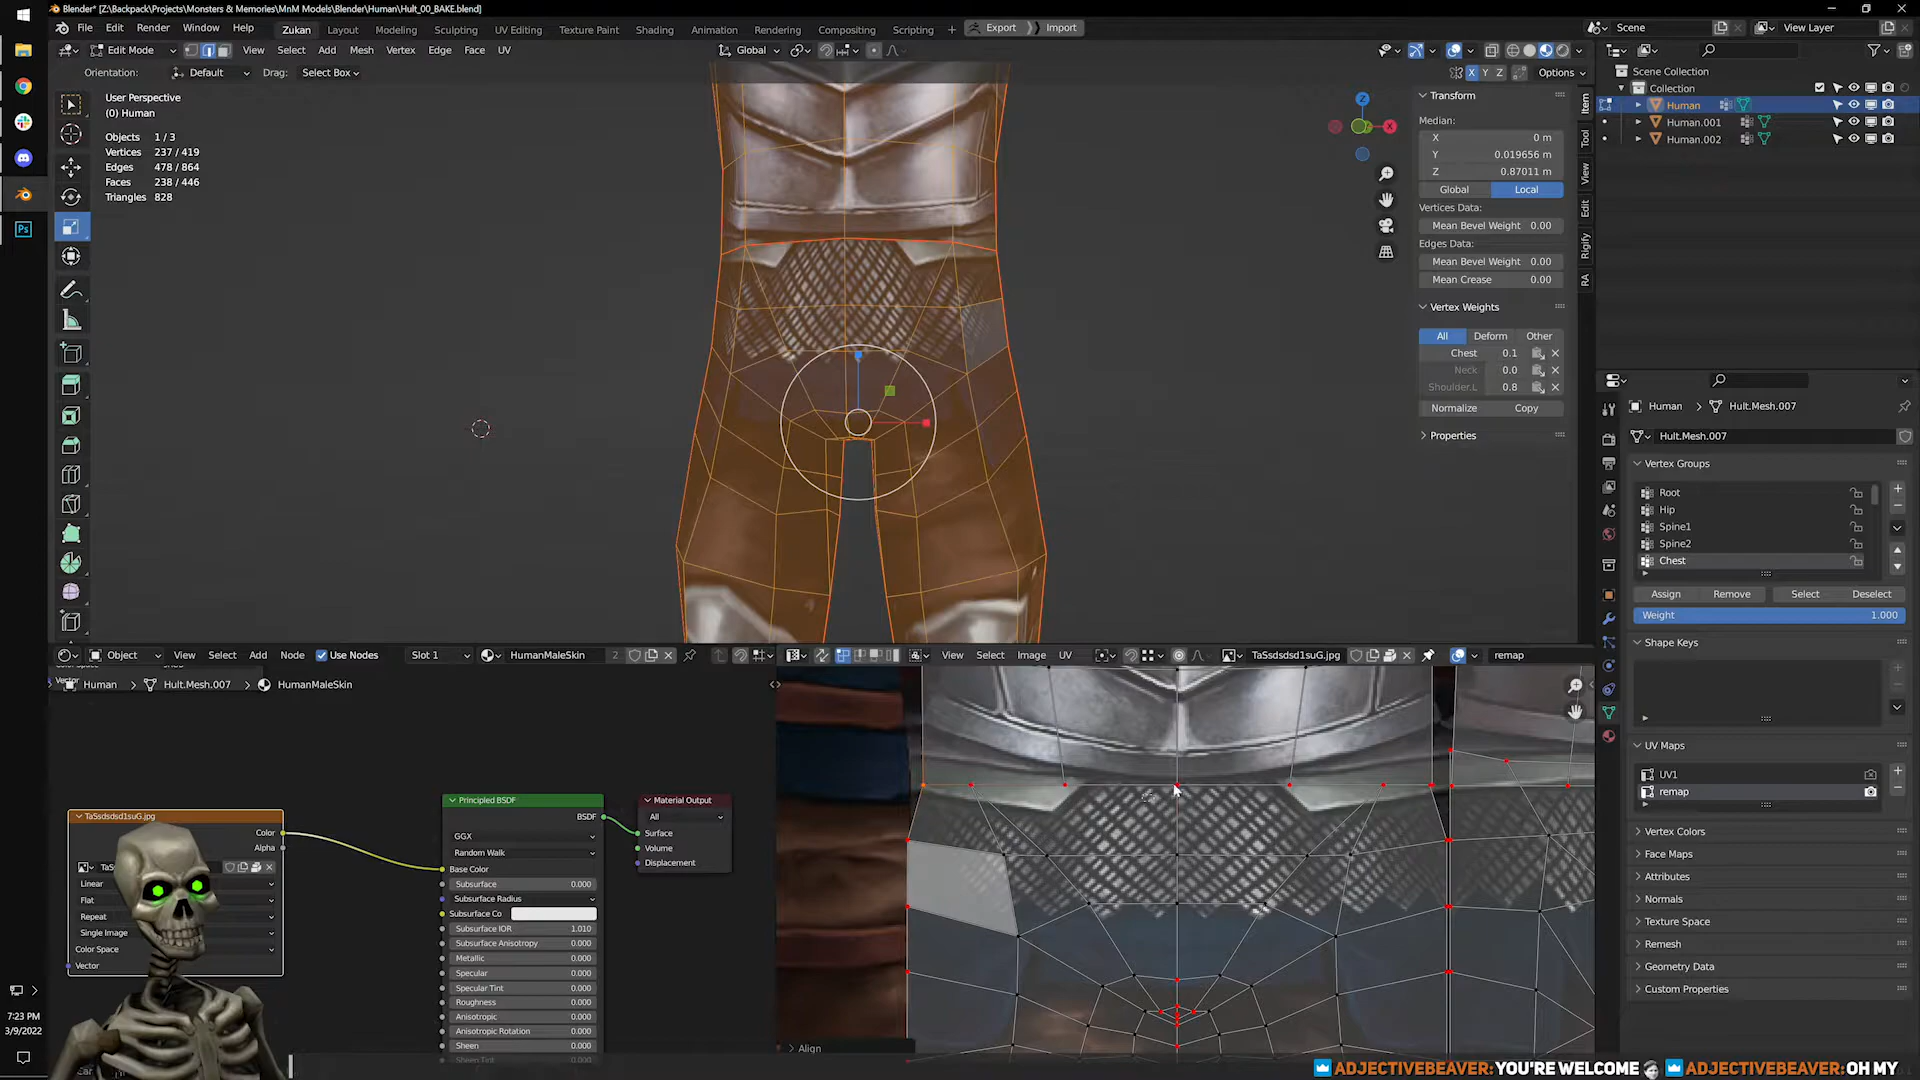 Blender* [Z:\Backpack\Projects\Monsters & Memories\MnM Models\Blender\Human\Hult_00_BAKE.blend]
File Edit Render Window Help Zukan Layout Modeling Sculpting UV Editing Texture Paint Shading Animation Rendering Compositing Scripting + Export Import Scene View Layer
Edit Mode View Select Add Mesh Vertex Edge Face UV Global
Orientation: Default Drag: Select Box X Y Z Options
User Perspective
(0) Human
Objects 1 / 3
Vertices 237 / 419
Edges 478 / 864
Faces 238 / 446
Triangles 828
Z
X
Transform
Median:
X 0 m
Y 0.019656 m
Z 0.87011 m
Global Local
Vertices Data:
Mean Bevel Weight 0.00
Edges Data:
Mean Bevel Weight 0.00
Mean Crease 0.00
Vertex Weights
All Deform Other
Chest 0.1
Neck 0.0
Shoulder.L 0.8
Normalize Copy
Properties
Item
Tool
View
Edit
Rigify
RA
Scene Collection
Collection
Human
Human.001
Human.002
Human Hult.Mesh.007
Hult.Mesh.007
Vertex Groups
Root
Hip
Spine1
Spine2
Chest
Assign Remove Select Deselect
Weight 1.000
Shape Keys
UV Maps
UV1
remap
Vertex Colors
Face Maps
Attributes
Normals
Texture Space
Remesh
Geometry Data
Custom Properties
Object View Select Add Node Use Nodes Slot 1 HumanMaleSkin 2
Human Hult.Mesh.007 HumanMaleSkin
Vector
TaSsdsdsd1suG.jpg
Color
Alpha
Linear
Flat
Repeat
Single Image
Color Space
Vector
Principled BSDF
BSDF
GGX
Random Walk
Base Color
Subsurface 0.000
Subsurface Radius
Subsurface Co
Subsurface IOR 1.010
Subsurface Anisotropy 0.000
Metallic 0.000
Specular 0.000
Specular Tint 0.000
Roughness 0.000
Anisotropic 0.000
Anisotropic Rotation 0.000
Sheen 0.000
Material Output
All
Surface
Volume
Displacement
View Select Image UV TaSsdsdsd1suG.jpg remap
Align
7:23 PM
3/9/2022
ADJECTIVEBEAVER: YOU'RE WELCOME ADJECTIVEBEAVER: OH MY